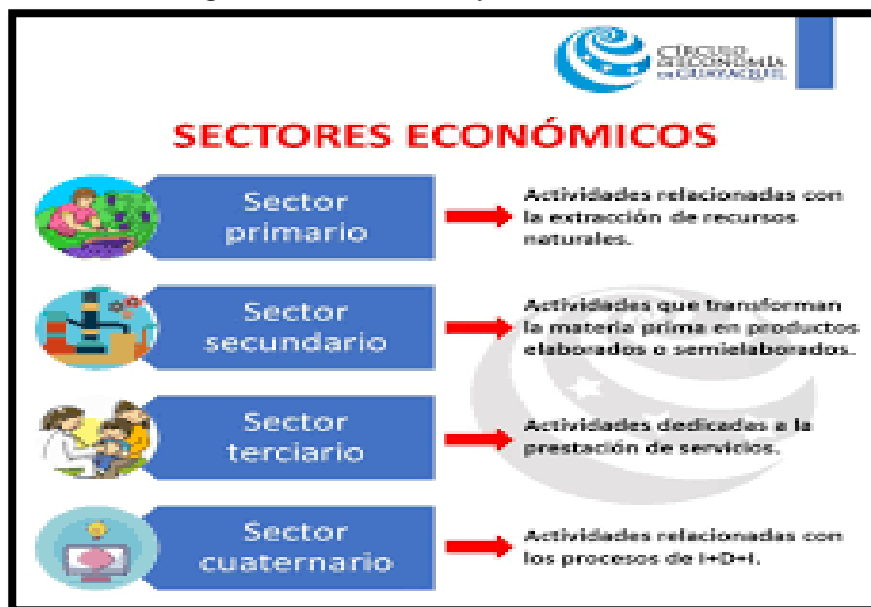 CÍRCULO
DE ECONOMÍA
DE GUAYAQUIL
SECTORES ECONÓMICOS
Sector
primario
Actividades relacionadas con
la extracción de recursos
naturales.
Sector
secundario
Actividades que transforman
la materia prima en productos
elaborados o semielaborados.
Sector
terciario
Actividades dedicadas a la
prestación de servicios.
Sector
cuaternario
Actividades relacionadas con
los procesos de I+D+I.